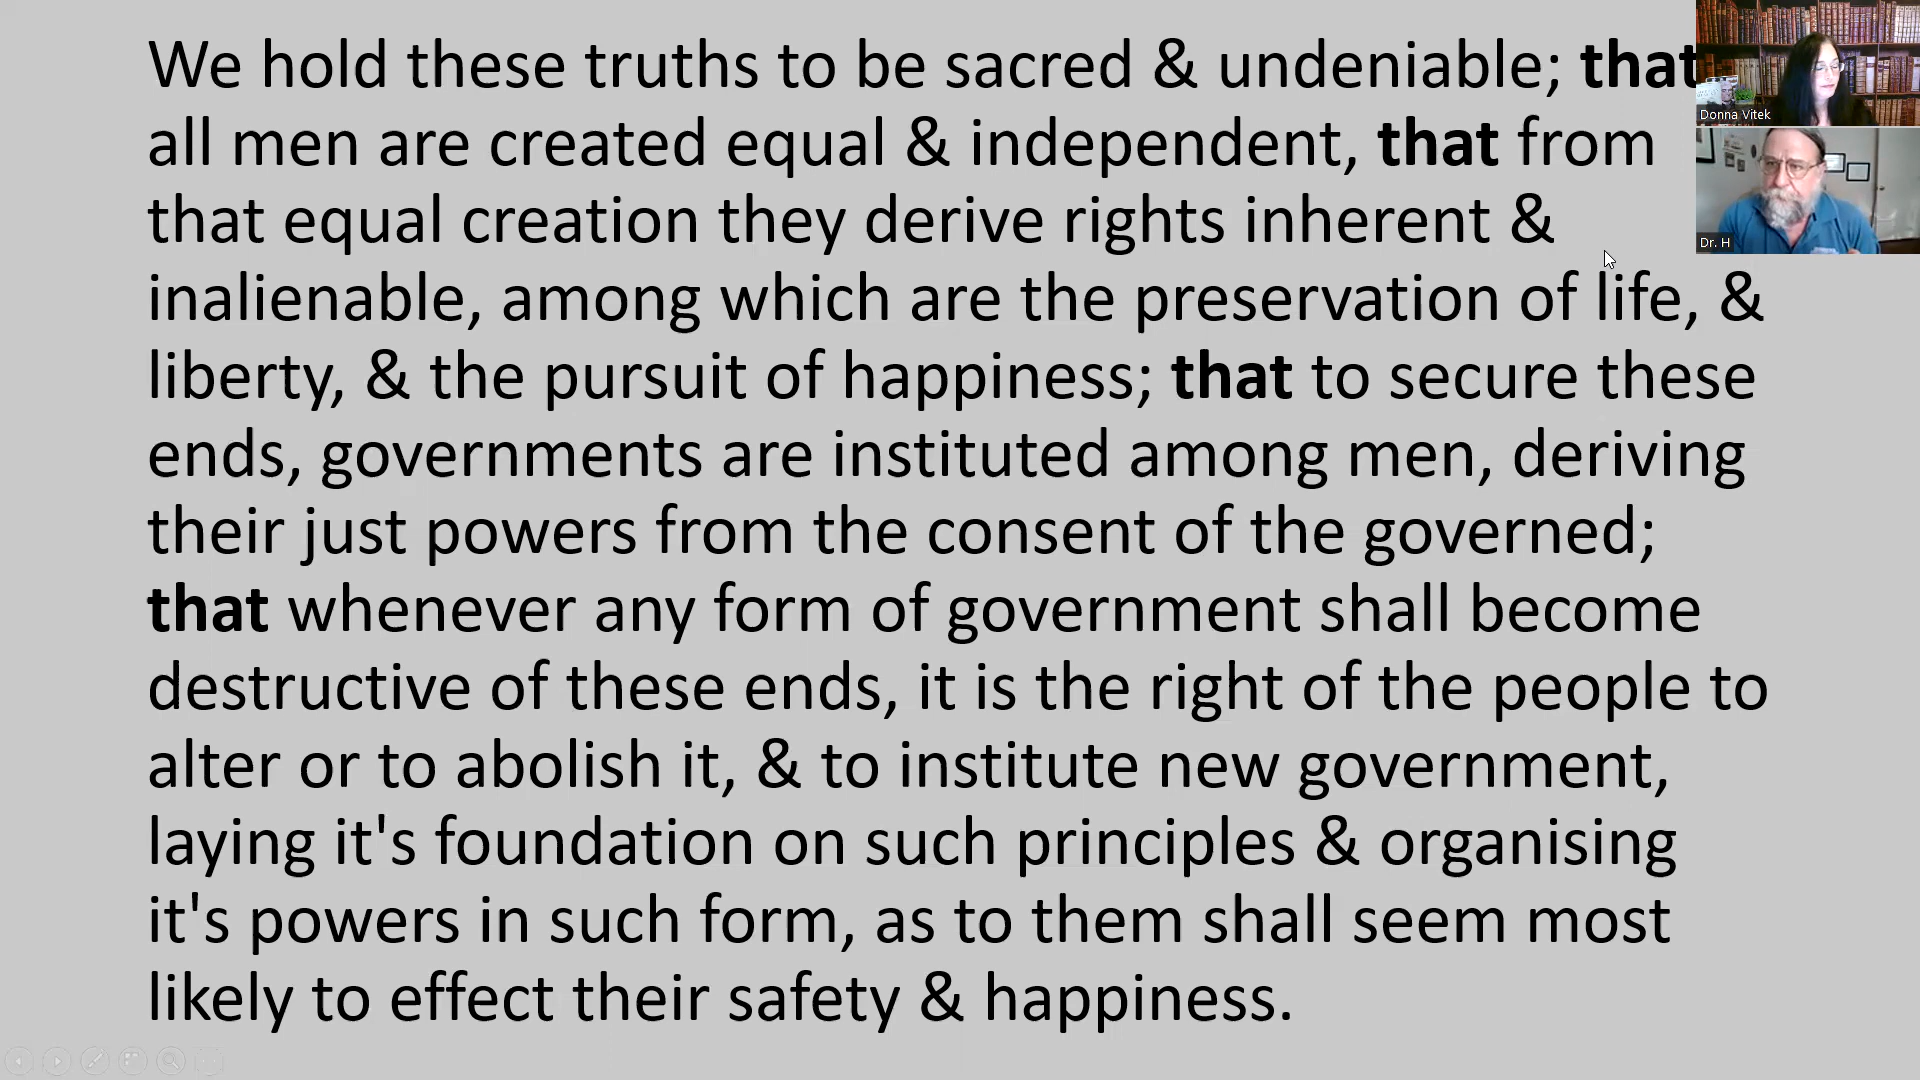 We hold these truths to be sacred & undeniable; that
all men are created equal & independent, that from
that equal creation they derive rights inherent &
inalienable, among which are the preservation of life, &
liberty, & the pursuit of happiness; that to secure these
ends, governments are instituted among men, deriving
their just powers from the consent of the governed;
that whenever any form of government shall become
destructive of these ends, it is the right of the people to
alter or to abolish it, & to institute new government,
laying it's foundation on such principles & organising
it's powers in such form, as to them shall seem most
likely to effect their safety & happiness.
Donna Vitek
Dr. H